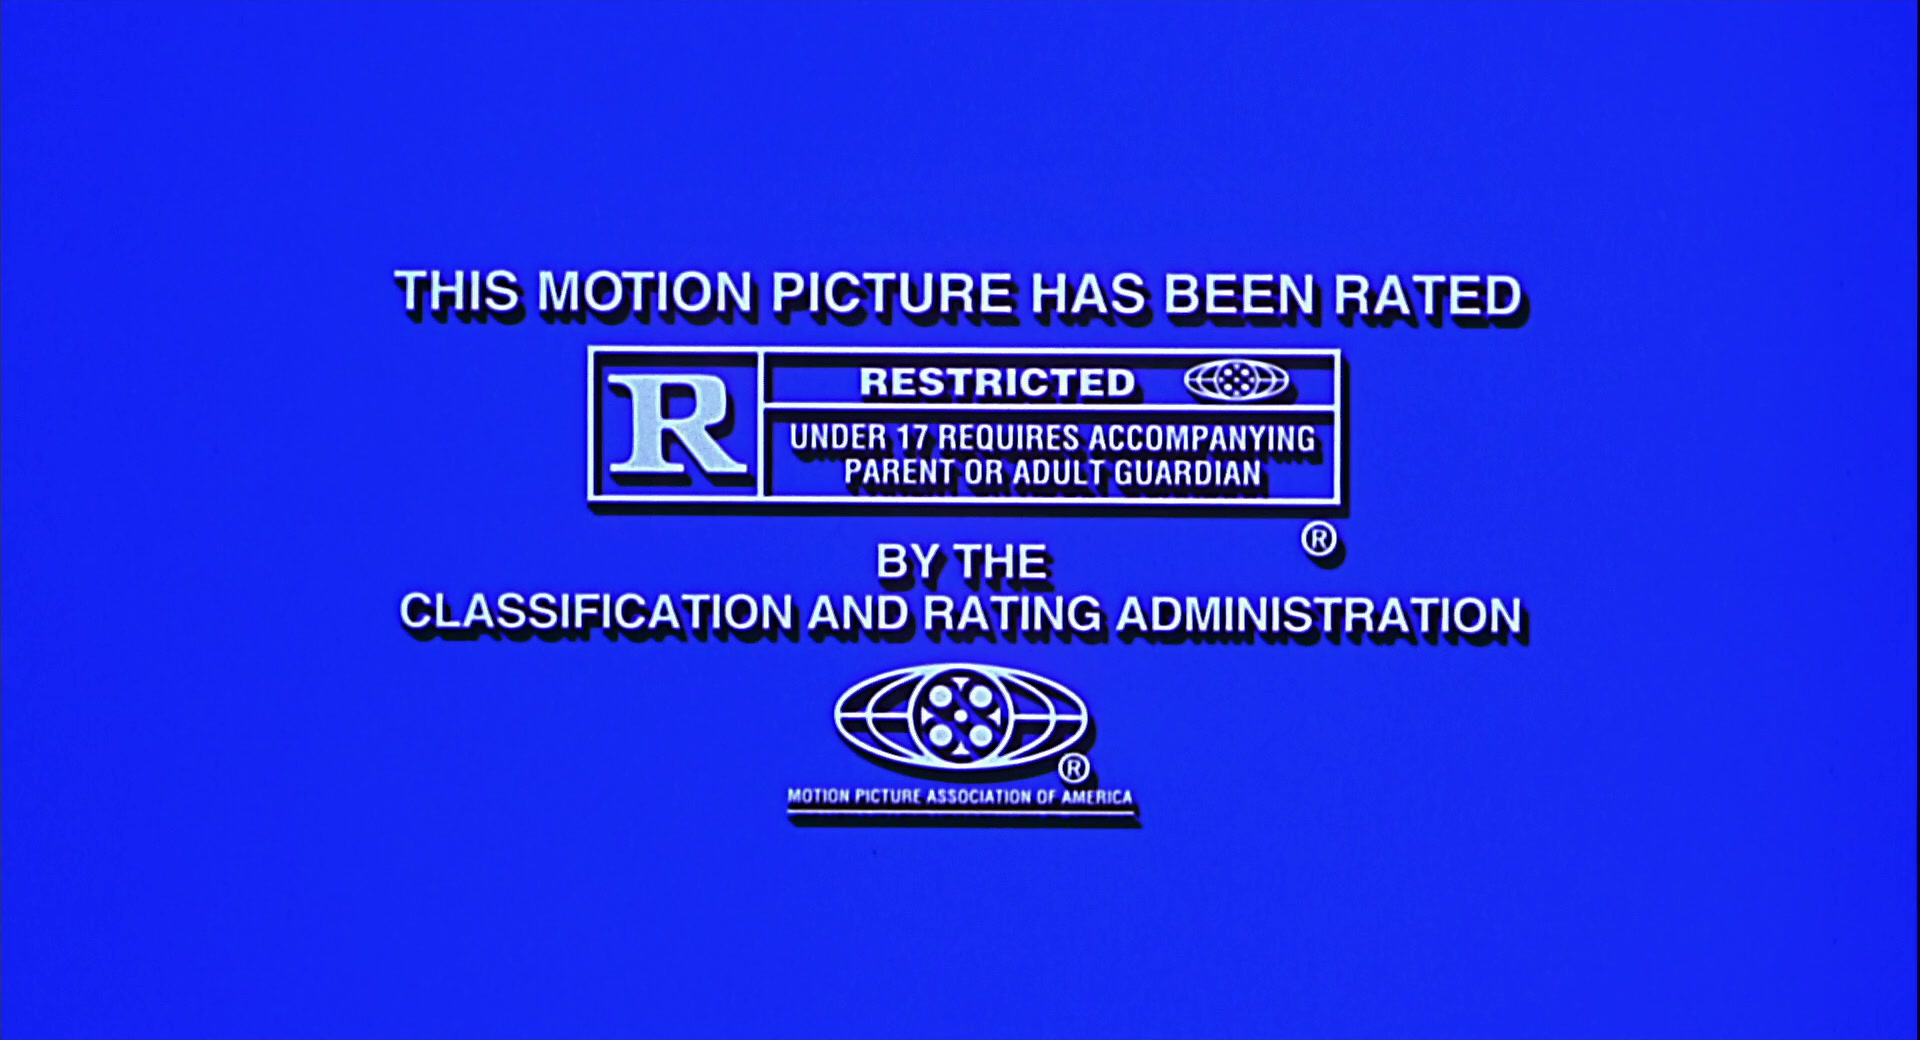 THIS MOTION PICTURE HAS BEEN RATED
R
RESTRICTED
UNDER 17 REQUIRES ACCOMPANYING
PARENT OR ADULT GUARDIAN
®
BY THE
CLASSIFICATION AND RATING ADMINISTRATION
®
MOTION PICTURE ASSOCIATION OF AMERICA